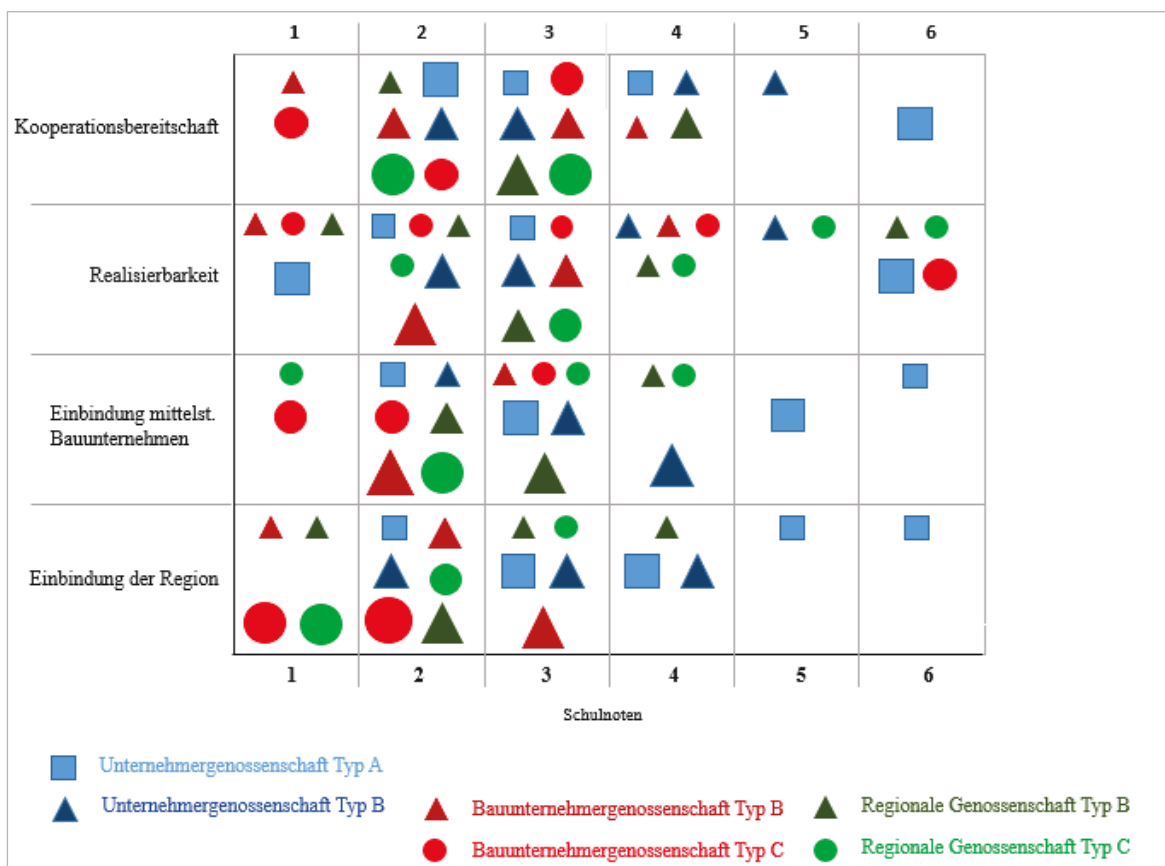 1 2 3 4 5 6
Kooperationsbereitschaft
Realisierbarkeit
Einbindung mittelst.
Bauunternehmen
Einbindung der Region
1 2 3 4 5 6
Schulnoten
Unternehmergenossenschaft Typ A
Unternehmergenossenschaft Typ B Bauunternehmergenossenschaft Typ B Regionale Genossenschaft Typ B
Bauunternehmergenossenschaft Typ C Regionale Genossenschaft Typ C